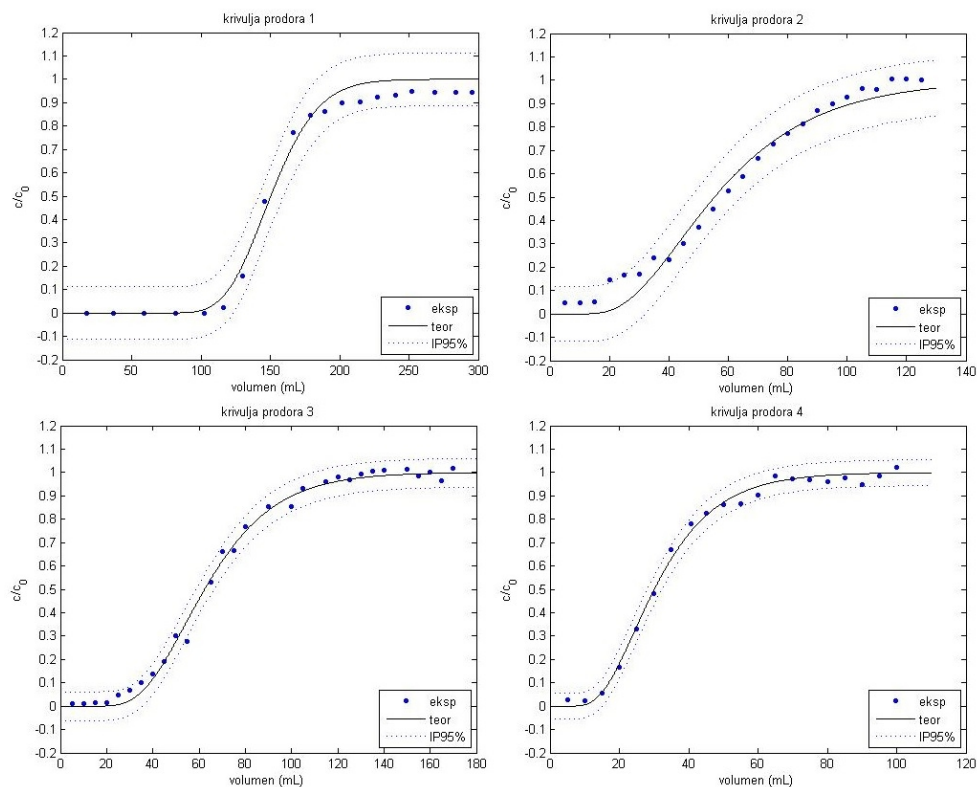 krivulja prodora 1
1.2
1.1
1
0.9
0.8
0.7
0.6
0.5
0.4
0.3
0.2
0.1
0
-0.1
-0.2
c/c0
0 50 100 150 200 250 300
volumen (mL)
eksp
teor
IP95%
krivulja prodora 2
1.2
1.1
1
0.9
0.8
0.7
0.6
0.5
0.4
0.3
0.2
0.1
0
-0.1
-0.2
c/c0
0 20 40 60 80 100 120 140
volumen (mL)
eksp
teor
IP95%
krivulja prodora 3
1.2
1.1
1
0.9
0.8
0.7
0.6
0.5
0.4
0.3
0.2
0.1
0
-0.1
-0.2
c/c0
0 20 40 60 80 100 120 140 160 180
volumen (mL)
eksp
teor
IP95%
krivulja prodora 4
1.2
1.1
1
0.9
0.8
0.7
0.6
0.5
0.4
0.3
0.2
0.1
0
-0.1
-0.2
c/c0
0 20 40 60 80 100 120
volumen (mL)
eksp
teor
IP95%